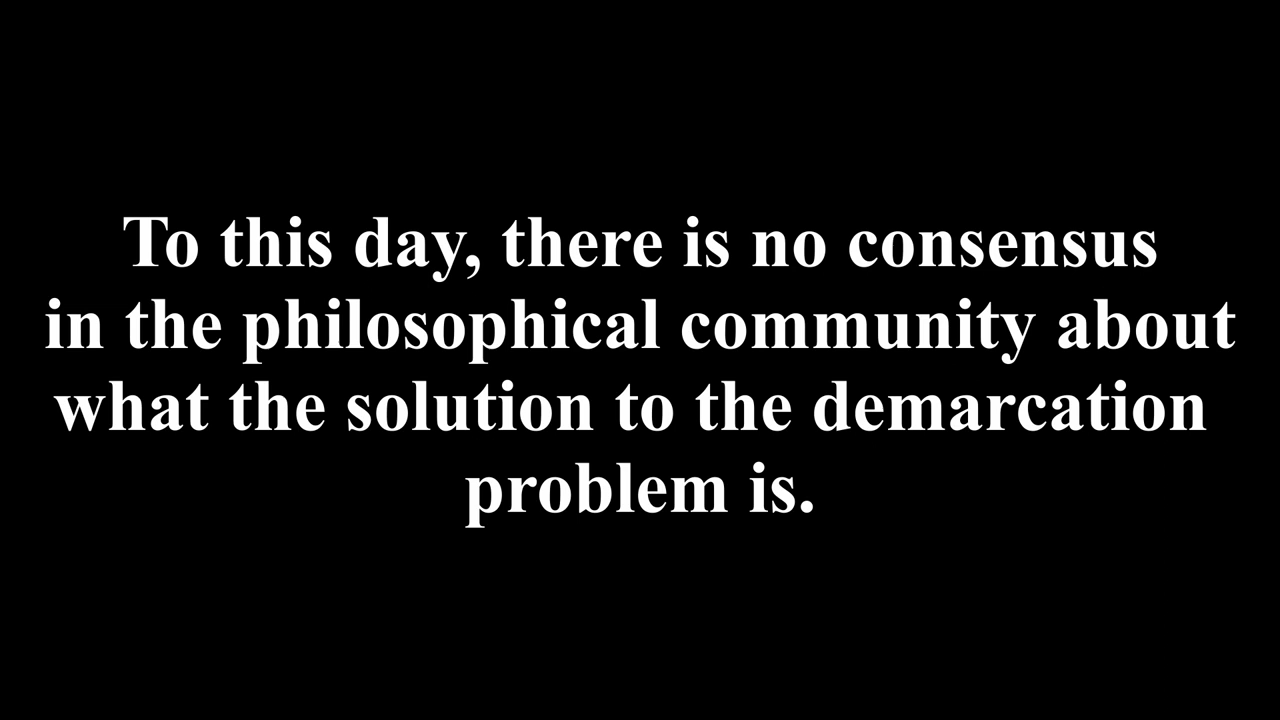 To this day, there is no consensus
in the philosophical community about
what the solution to the demarcation
problem is.